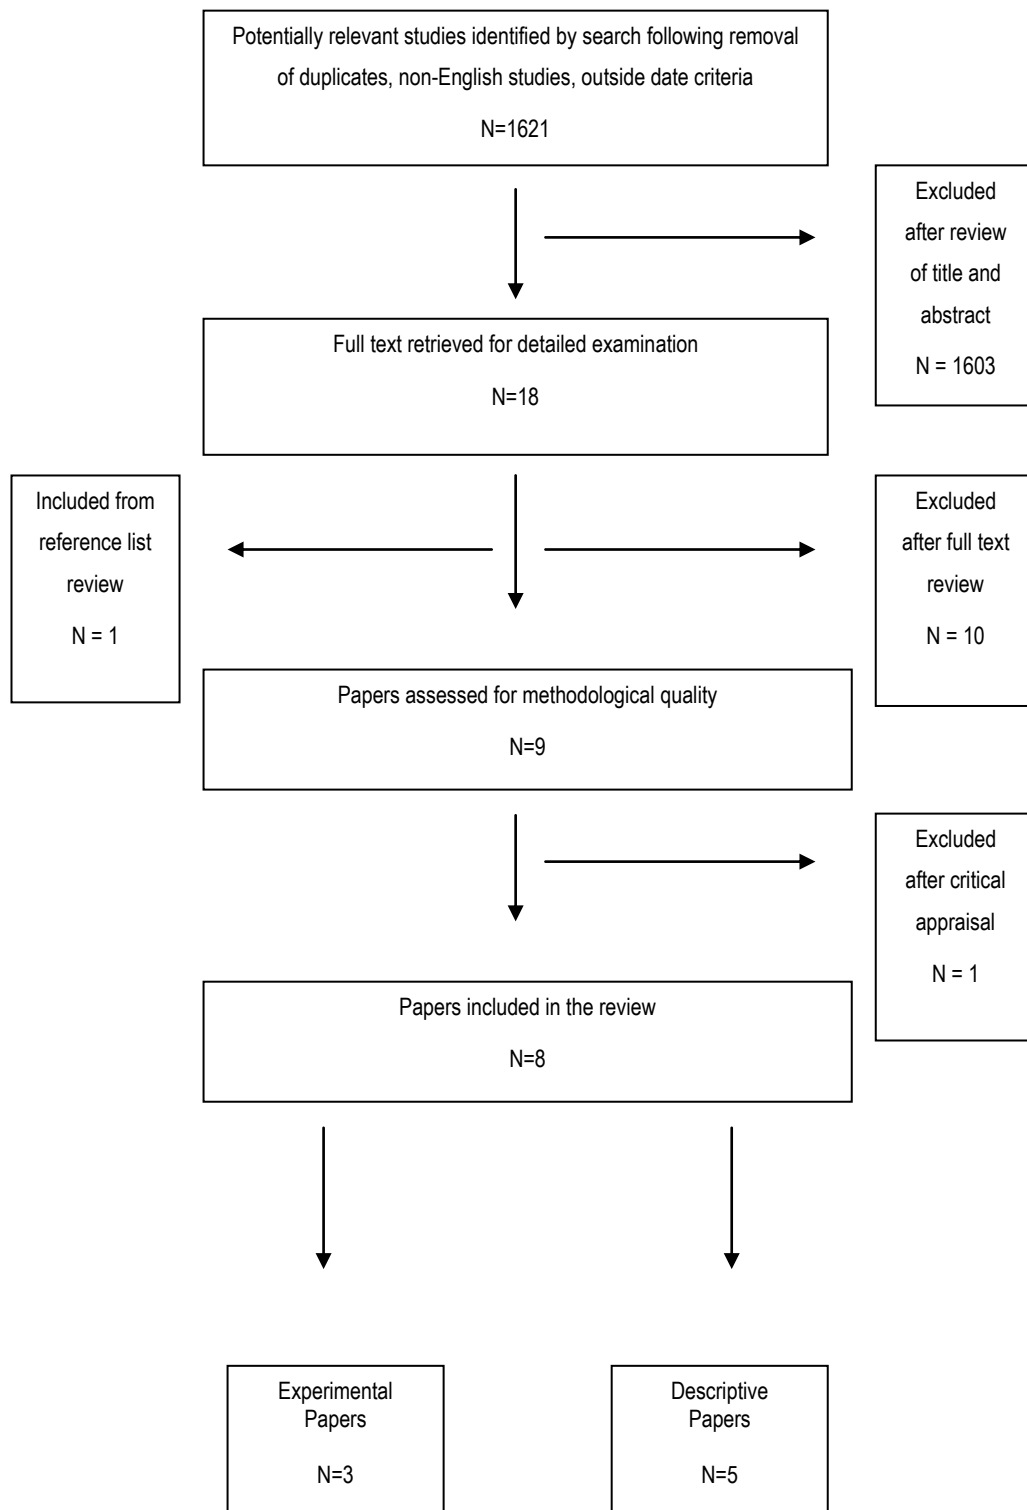 Potentially relevant studies identified by search following removal
of duplicates, non-English studies, outside date criteria
N=1621
Excluded
after review
of title and
abstract
N = 1603
Full text retrieved for detailed examination
N=18
Included from
reference list
review
N = 1
Excluded
after full text
review
N = 10
Papers assessed for methodological quality
N=9
Excluded
after critical
appraisal
N = 1
Papers included in the review
N=8
Experimental
Papers
N=3
Descriptive
Papers
N=5